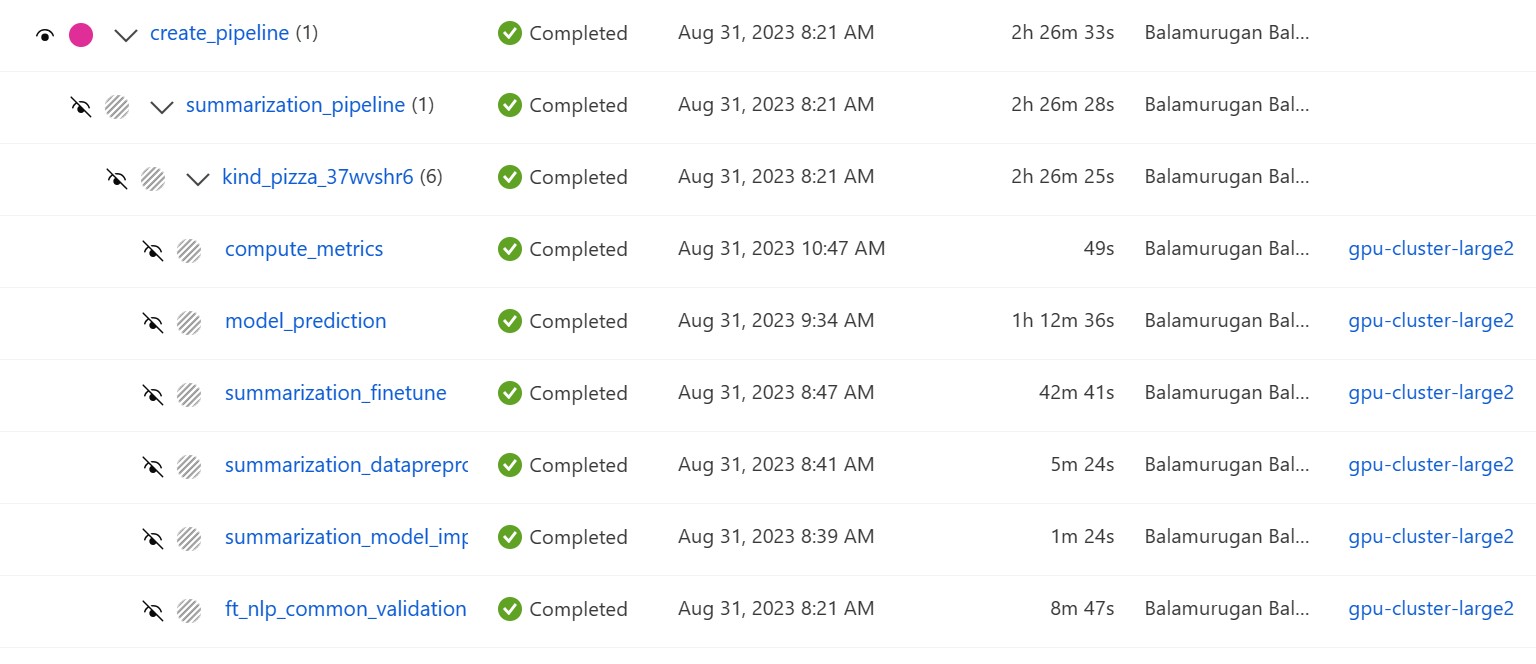 create_pipeline (1) Completed Aug 31, 2023 8:21 AM 2h 26m 33s Balamurugan Bal...
summarization_pipeline (1) Completed Aug 31, 2023 8:21 AM 2h 26m 28s Balamurugan Bal...
kind_pizza_37wvshr6 (6) Completed Aug 31, 2023 8:21 AM 2h 26m 25s Balamurugan Bal...
compute_metrics Completed Aug 31, 2023 10:47 AM 49s Balamurugan Bal... gpu-cluster-large2
model_prediction Completed Aug 31, 2023 9:34 AM 1h 12m 36s Balamurugan Bal... gpu-cluster-large2
summarization_finetune Completed Aug 31, 2023 8:47 AM 42m 41s Balamurugan Bal... gpu-cluster-large2
summarization_dataprepro Completed Aug 31, 2023 8:41 AM 5m 24s Balamurugan Bal... gpu-cluster-large2
summarization_model_imp Completed Aug 31, 2023 8:39 AM 1m 24s Balamurugan Bal... gpu-cluster-large2
ft_nlp_common_validation Completed Aug 31, 2023 8:21 AM 8m 47s Balamurugan Bal... gpu-cluster-large2